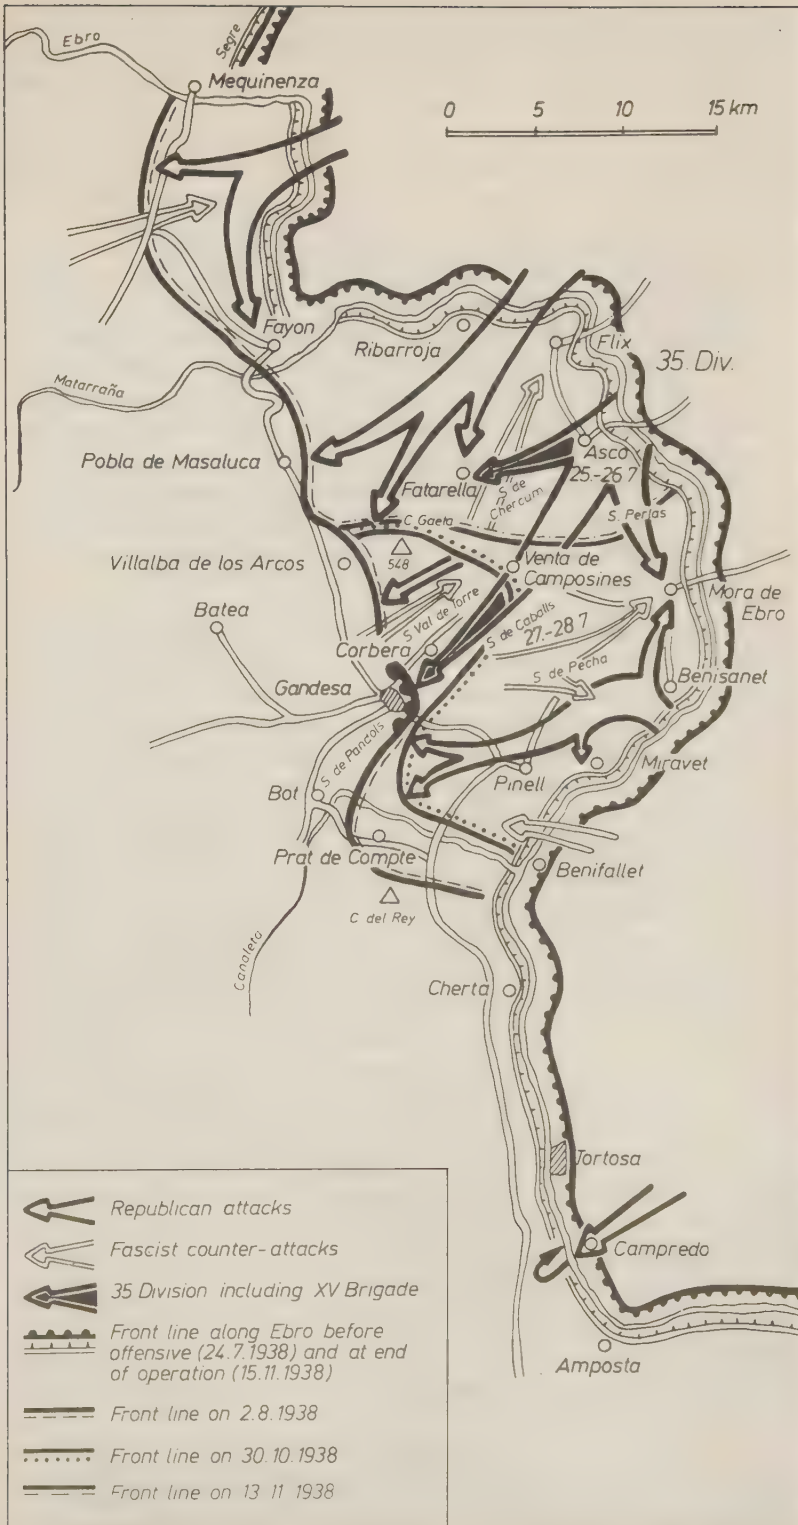 Ebro
Segre
Mequinenza
0 5 10 15 km
Fayon
Ribarroja
Flix
35. Div.
Matarraña
Pobla de Masaluca
Fatarella
S. de Chercum
Asco
25.-26 7
S. Perlas
C. Gaeta
548
Villalba de los Arcos
Venta de
Camposines
Mora de
Ebro
Batea
S Val de Torre
S. de Caballs
27.-28 7
Corbera
S de Pecha
Gandesa
Benisanet
S. de Pandols
Miravet
Pinell
Bot
Prat de Compte
Benifallet
C del Rey
Canaleta
Cherta
Tortosa
Campredo
Amposta
Republican attacks
Fascist counter-attacks
35 Division including XV Brigade
Front line along Ebro before
offensive (24.7.1938) and at end
of operation (15.11.1938)
Front line on 2.8.1938
Front line on 30.10.1938
Front line on 13 11 1938